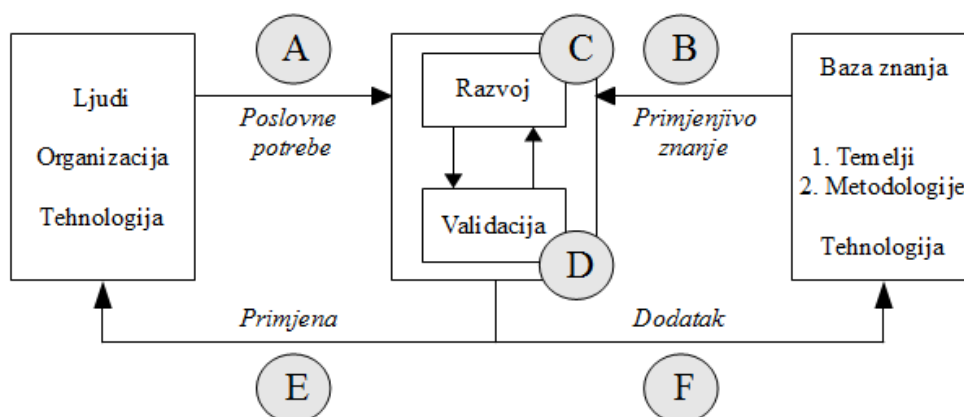 A
C
B
Ljudi
Organizacija
Tehnologija
Poslovne
potrebe
Razvoj
Validacija
D
Primjenjivo
znanje
Baza znanja
1. Temelji
2. Metodologije
Tehnologija
Primjena
Dodatak
E
F